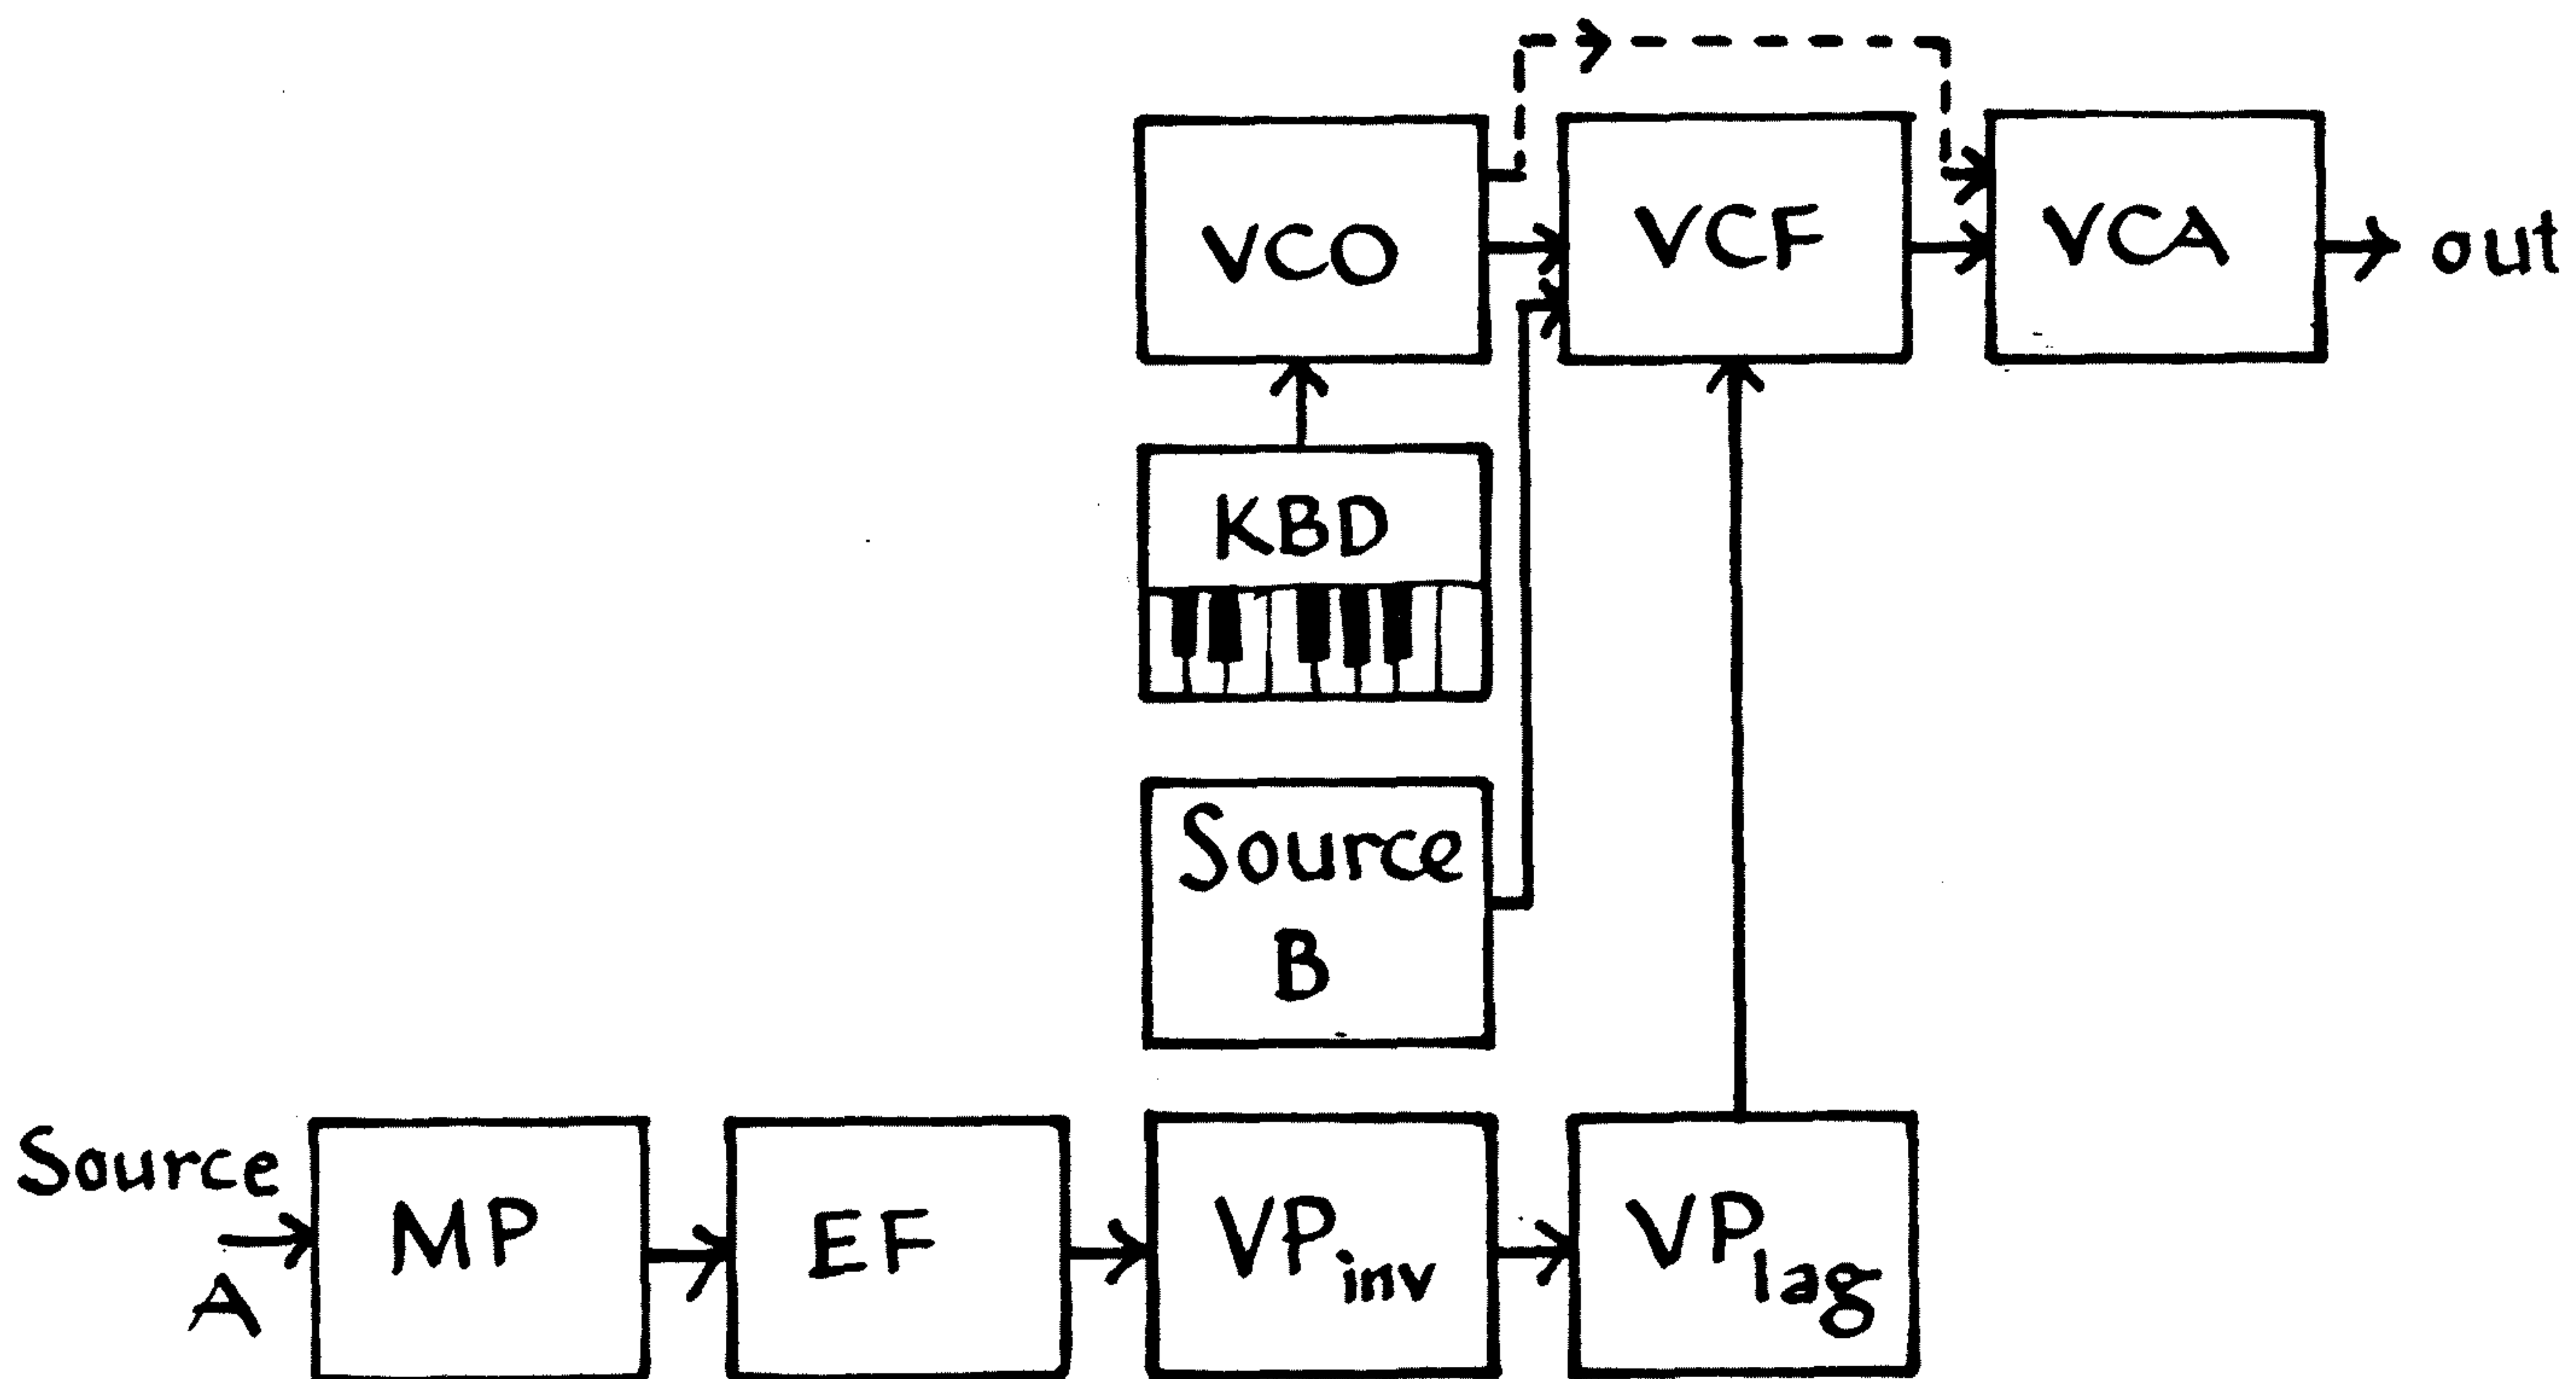 VCO
VCF
VCA
out
KBD
Source
B
Source
A
MP
EF
VPinv
VPlag